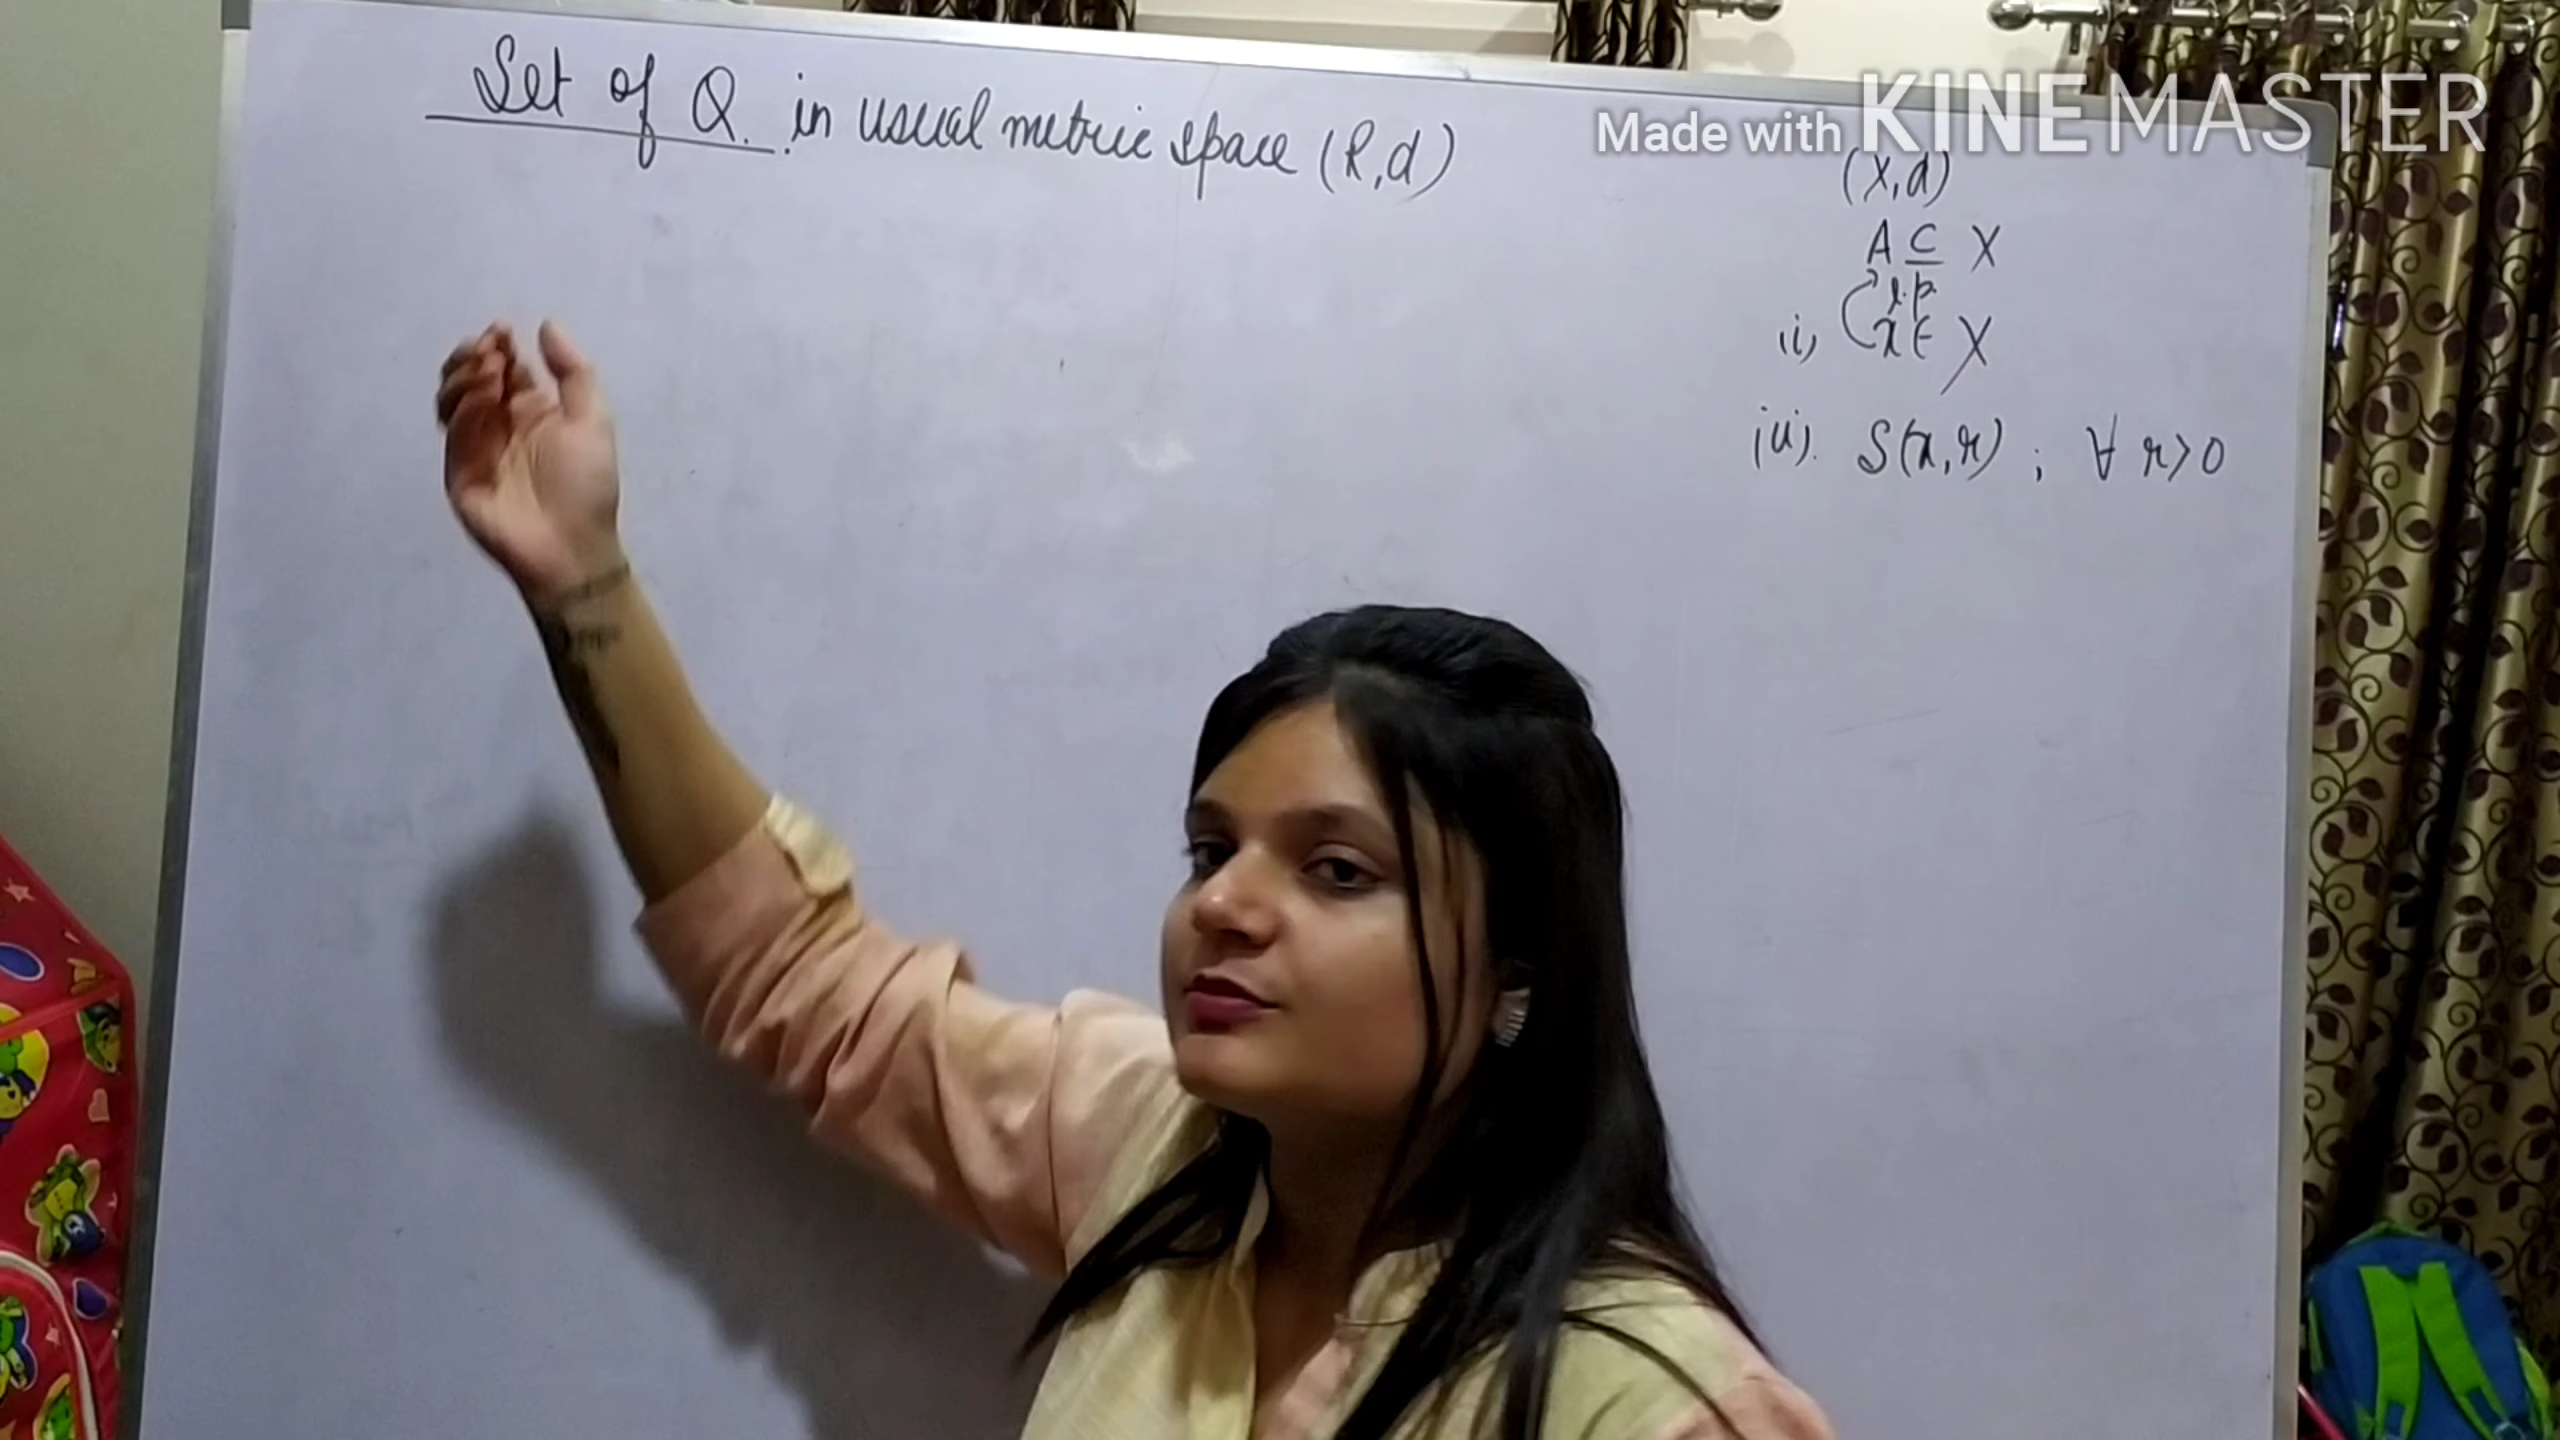 Set of Q. in usual metric space (R,d)
Made with KINEMASTER
(X,d)
A ⊆ X
l.p.
(i) x ∈ X
(ii). S(x,r) ; ∀ r>0